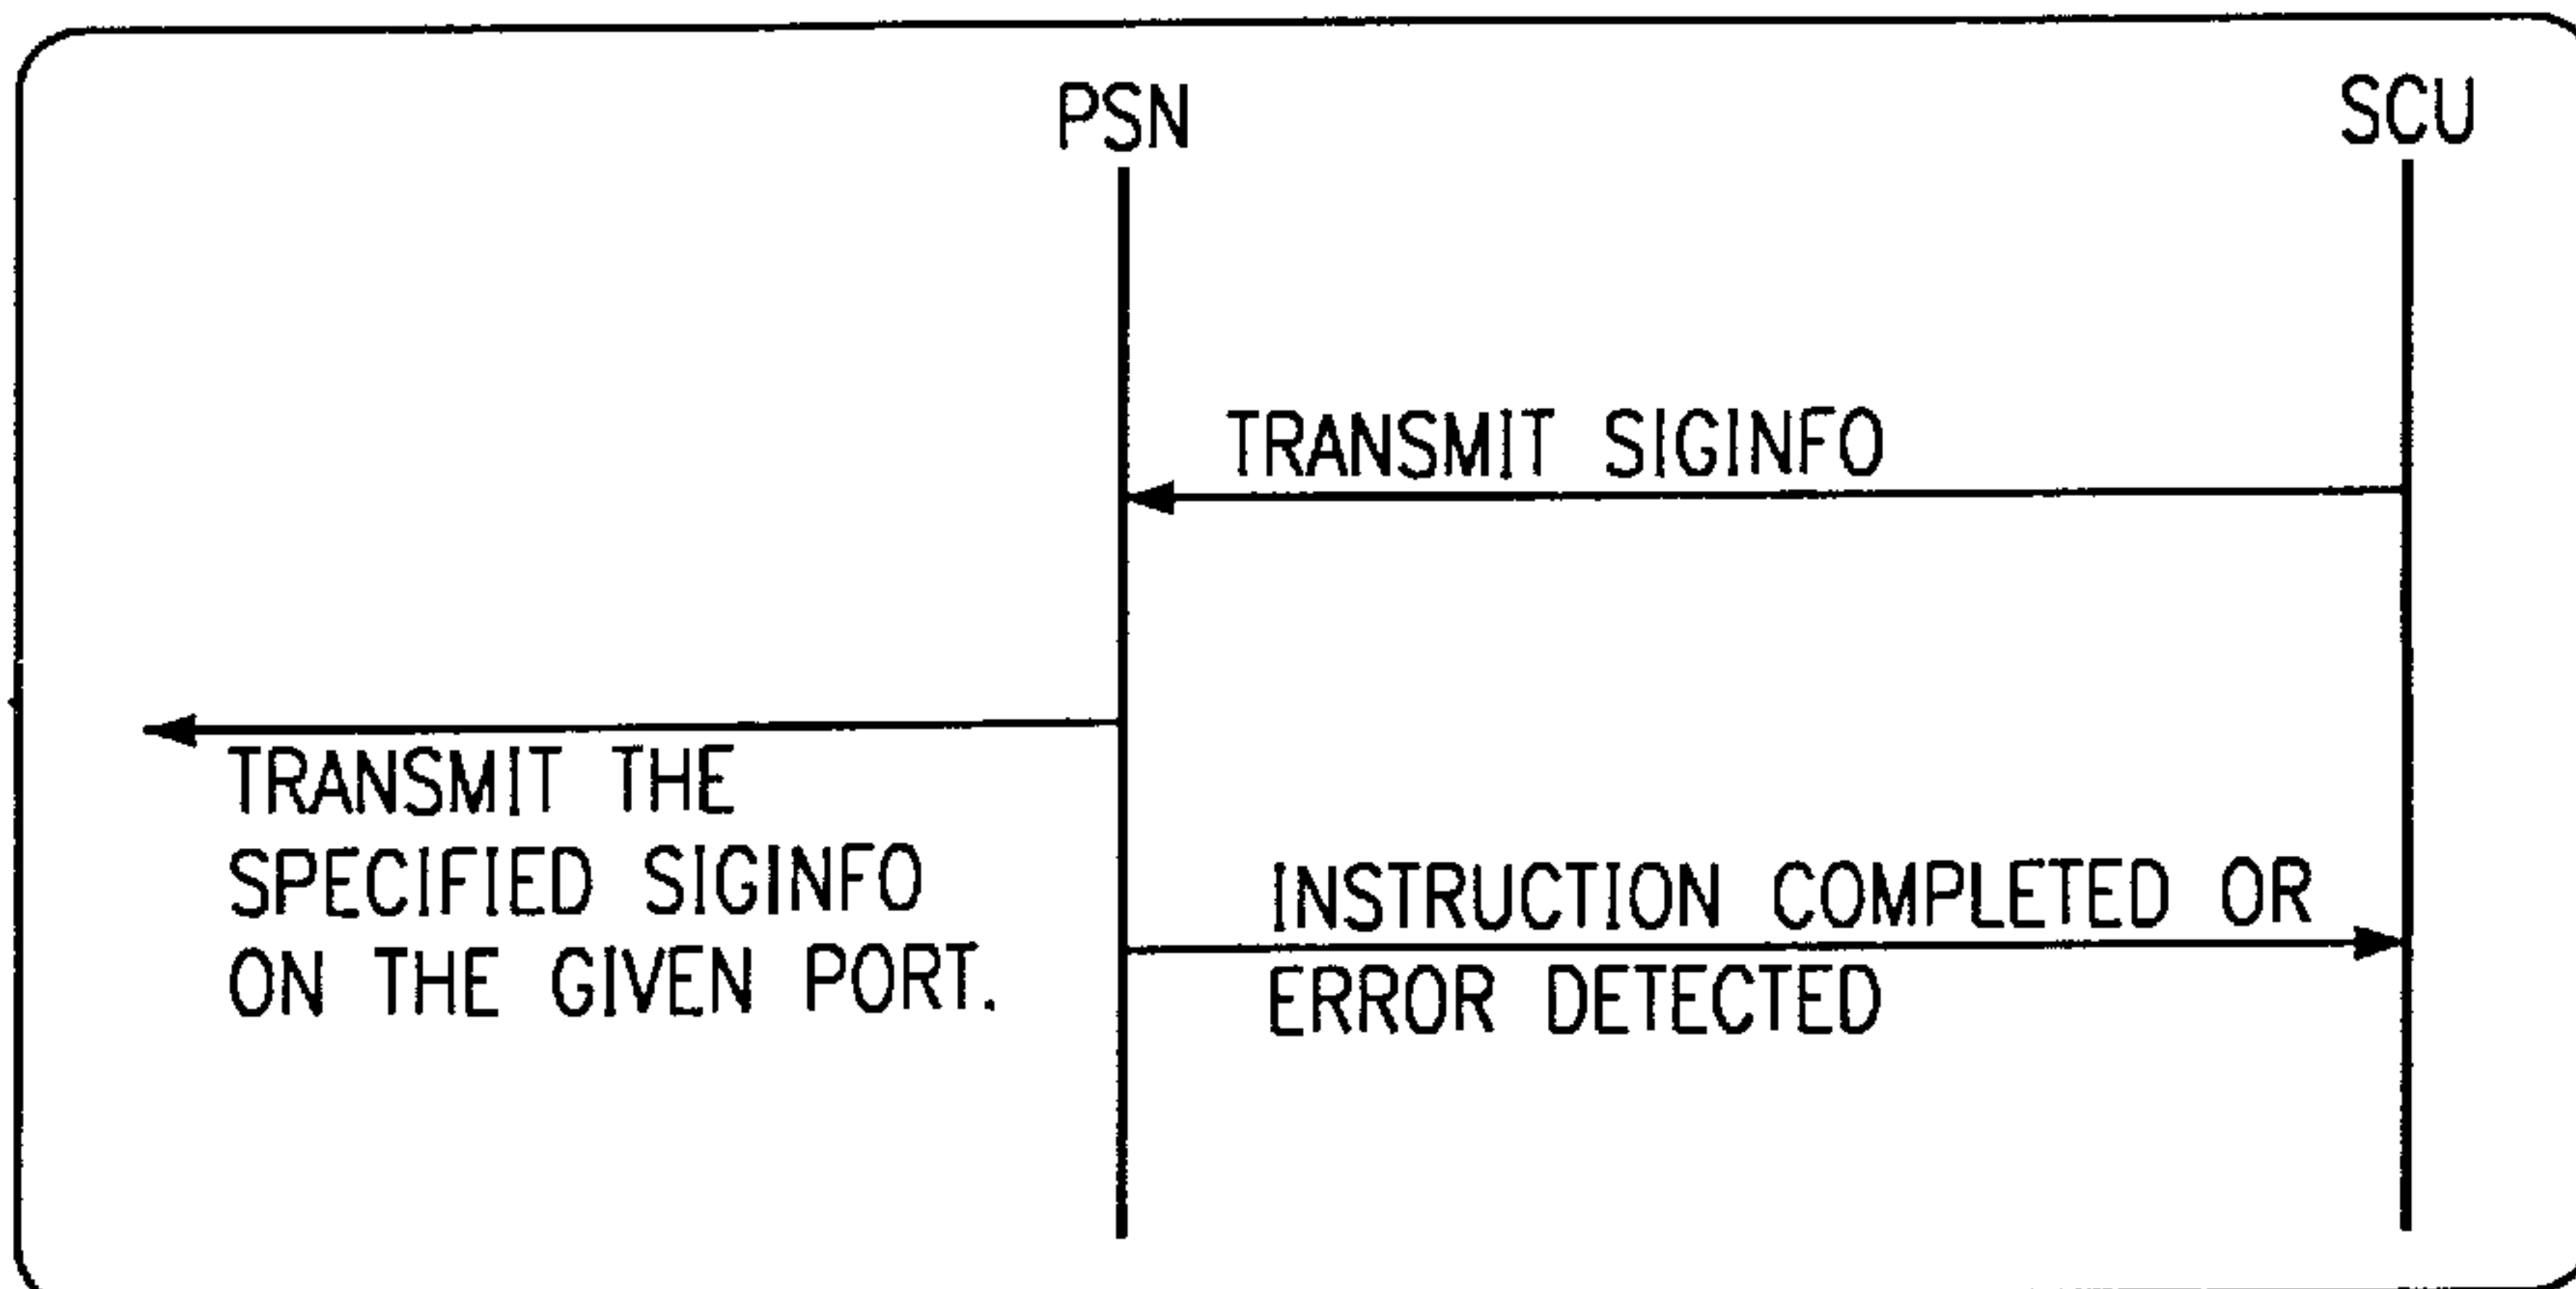 PSN
SCU
TRANSMIT SIGINFO
TRANSMIT THE
SPECIFIED SIGINFO
ON THE GIVEN PORT.
INSTRUCTION COMPLETED OR
ERROR DETECTED